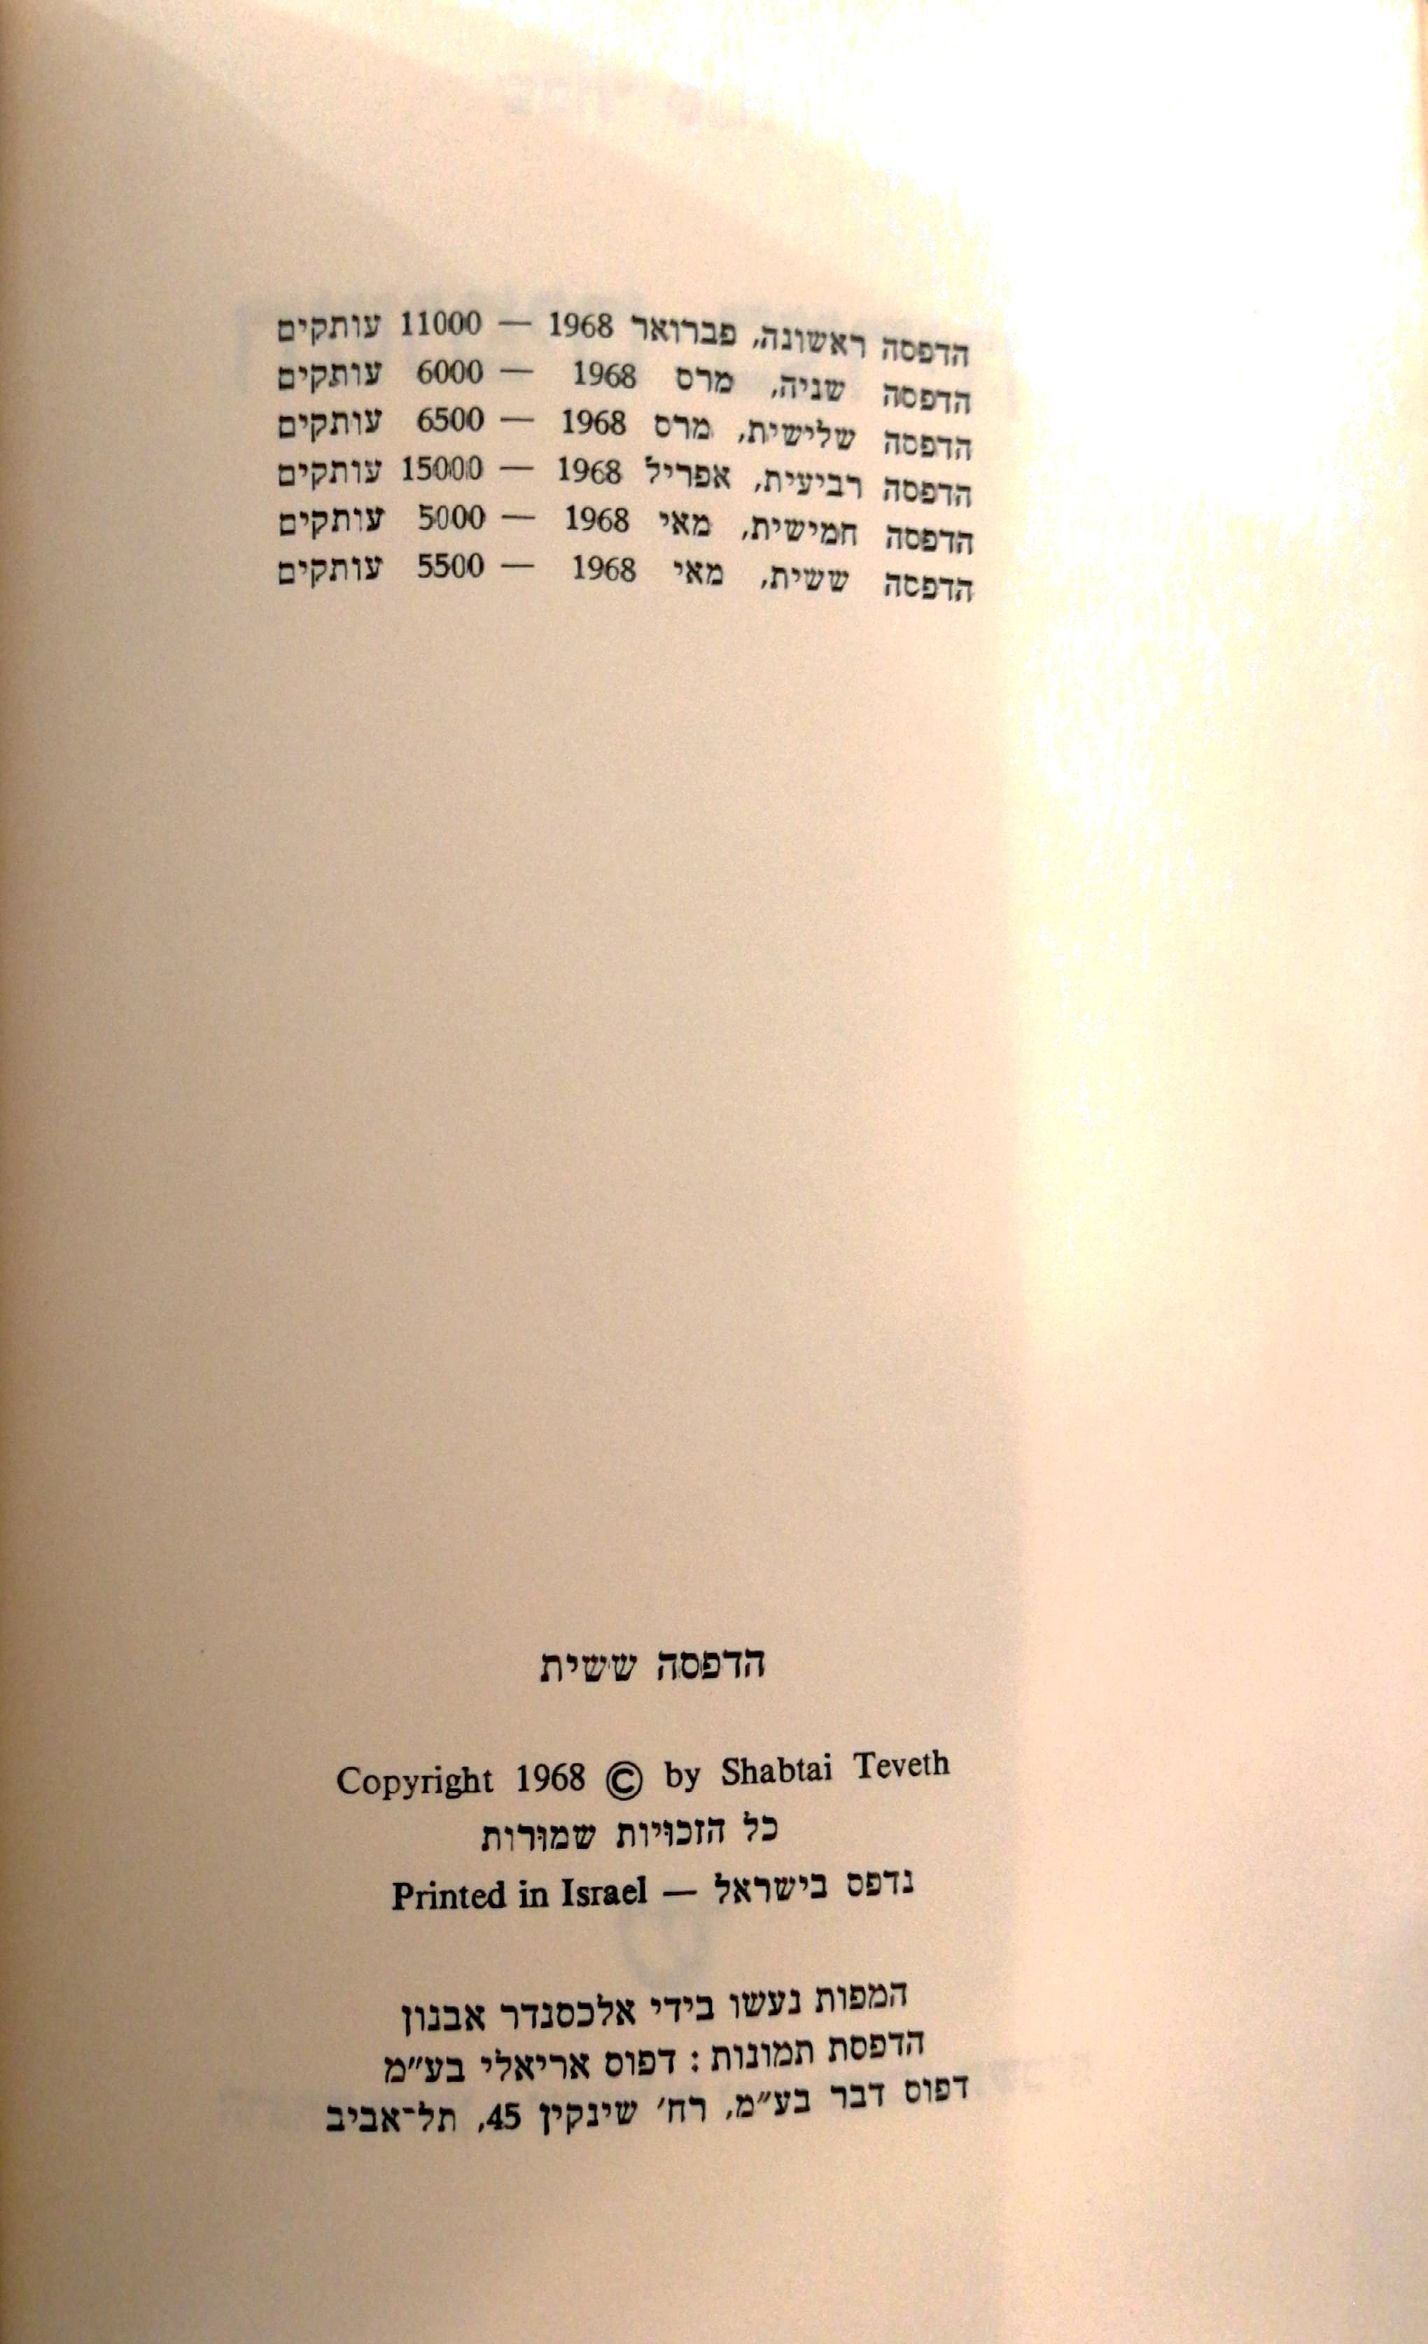 הדפסה ראשונה, פברואר 1968 — 11000 עותקים
הדפסה שניה, מרס 1968 — 6000 עותקים
הדפסה שלישית, מרס 1968 — 6500 עותקים
הדפסה רביעית, אפריל 1968 — 15000 עותקים
הדפסה חמישית, מאי 1968 — 5000 עותקים
הדפסה ששית, מאי 1968 — 5500 עותקים
הדפסה ששית
Copyright 1968 © by Shabtai Teveth
כל הזכויות שמורות
נדפס בישראל — Printed in Israel
המפות נעשו בידי אלכסנדר אבנון
הדפסת תמונות : דפוס אריאלי בע״מ
דפוס דבר בע״מ, רח׳ שינקין 45, תל־אביב